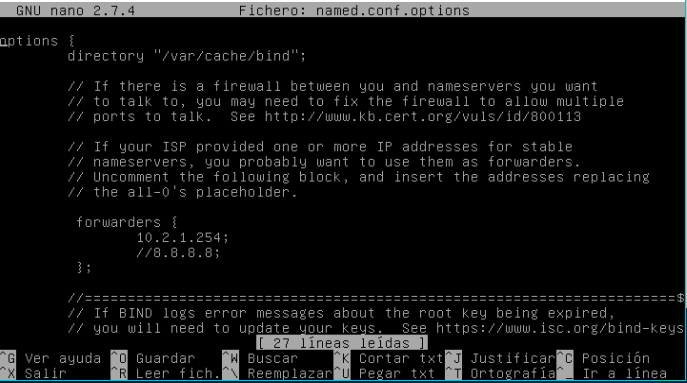 GNU nano 2.7.4 Fichero: named.conf.options
options {
directory "/var/cache/bind";
// If there is a firewall between you and nameservers you want
// to talk to, you may need to fix the firewall to allow multiple
// ports to talk. See http://www.kb.cert.org/vuls/id/800113
// If your ISP provided one or more IP addresses for stable
// nameservers, you probably want to use them as forwarders.
// Uncomment the following block, and insert the addresses replacing
// the all-0's placeholder.
forwarders {
10.2.1.254;
//8.8.8.8;
};
//=====================================================================$
// If BIND logs error messages about the root key being expired,
// you will need to update your keys. See https://www.isc.org/bind-keys
[ 27 líneas leídas ]
^G Ver ayuda ^O Guardar ^W Buscar ^K Cortar txt ^J Justificar ^C Posición
^X Salir ^R Leer fich. ^\ Reemplazar ^U Pegar txt ^T Ortografía ^_ Ir a línea